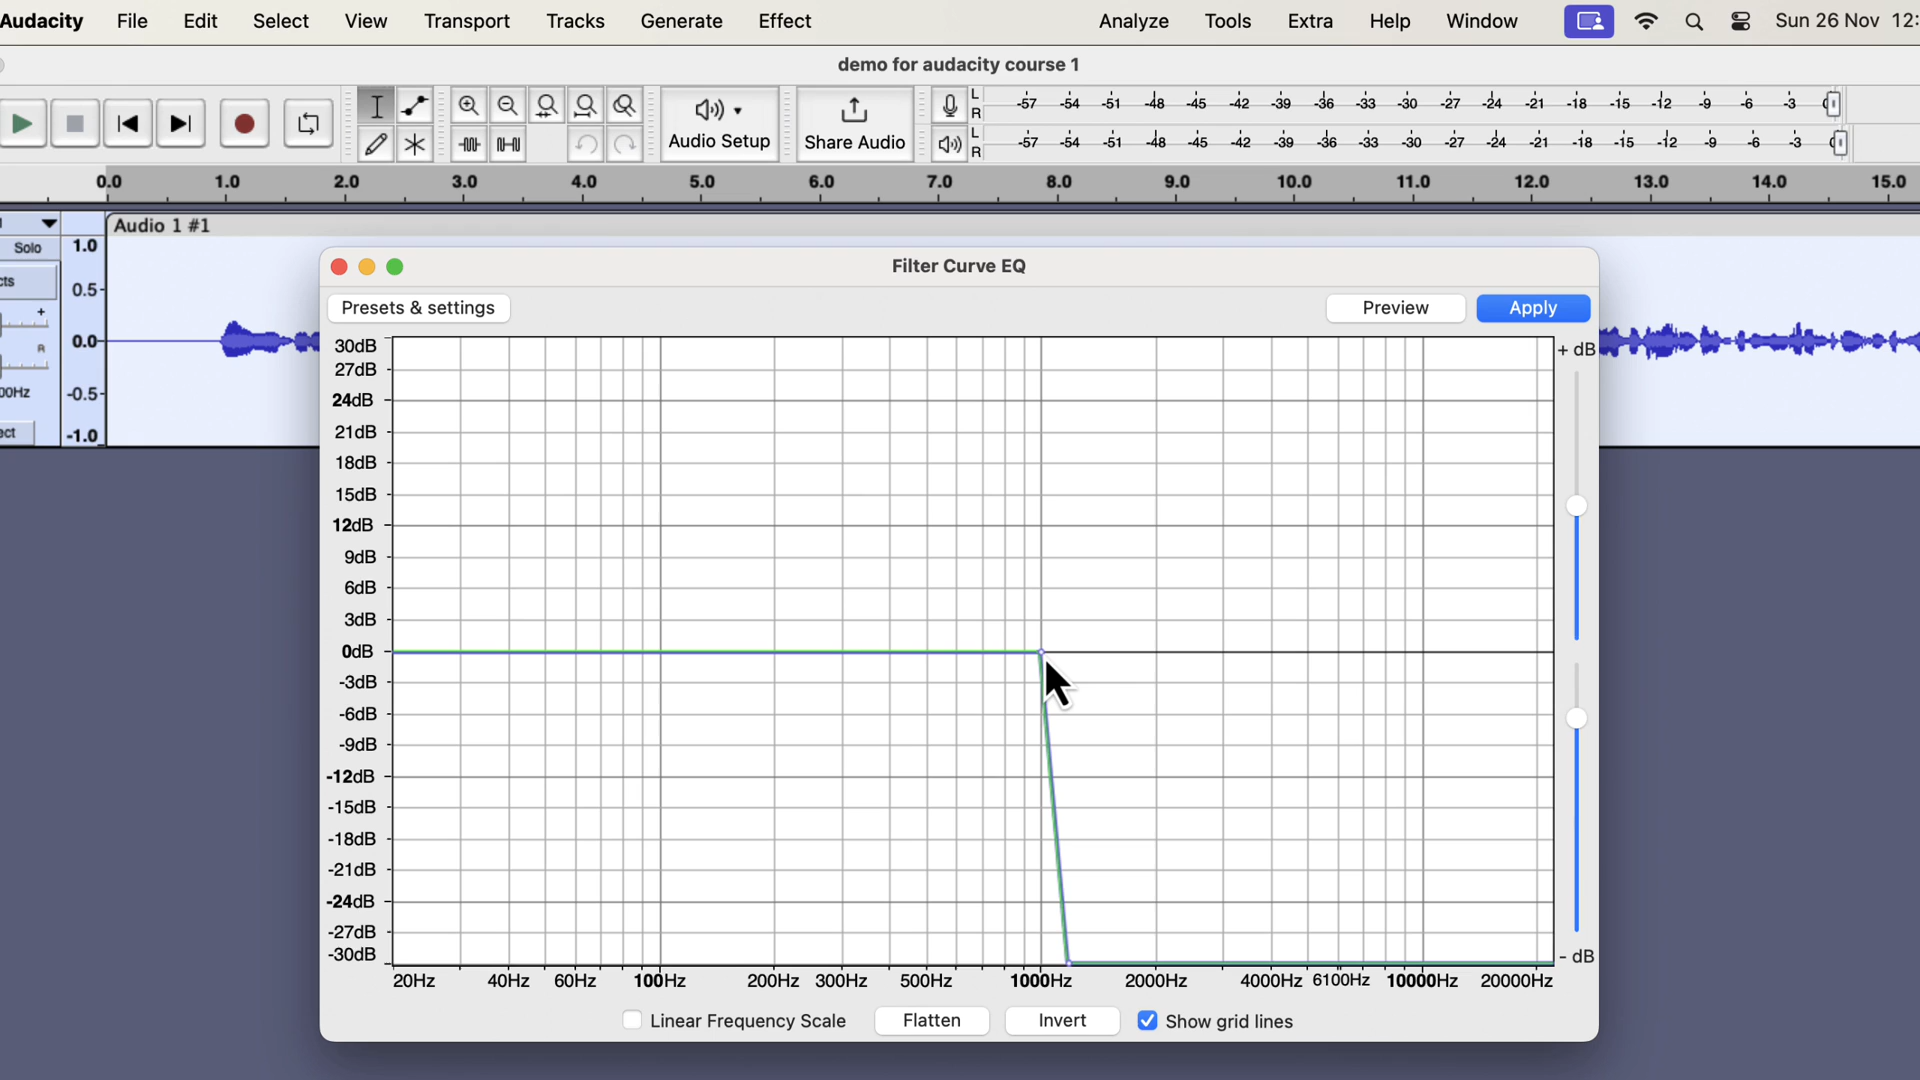 Audacity File Edit Select View Transport Tracks Generate Effect Analyze Tools Extra Help Window Sun 26 Nov 12:
demo for audacity course 1
L
R
-57 -54 -51 -48 -45 -42 -39 -36 -33 -30 -27 -24 -21 -18 -15 -12 -9 -6 -3
Audio Setup
Share Audio
L
R
-57 -54 -51 -48 -45 -42 -39 -36 -33 -30 -27 -24 -21 -18 -15 -12 -9 -6 -3
0.0 1.0 2.0 3.0 4.0 5.0 6.0 7.0 8.0 9.0 10.0 11.0 12.0 13.0 14.0 15.0
Audio 1 #1
Solo
cts
+
R
00Hz
ect
1.0
0.5
0.0
-0.5
-1.0
Filter Curve EQ
Presets & settings
Preview
Apply
+ dB
- dB
30dB
27dB
24dB
21dB
18dB
15dB
12dB
9dB
6dB
3dB
0dB
-3dB
-6dB
-9dB
-12dB
-15dB
-18dB
-21dB
-24dB
-27dB
-30dB
20Hz 40Hz 60Hz 100Hz 200Hz 300Hz 500Hz 1000Hz 2000Hz 4000Hz 6100Hz 10000Hz 20000Hz
Linear Frequency Scale
Flatten
Invert
Show grid lines